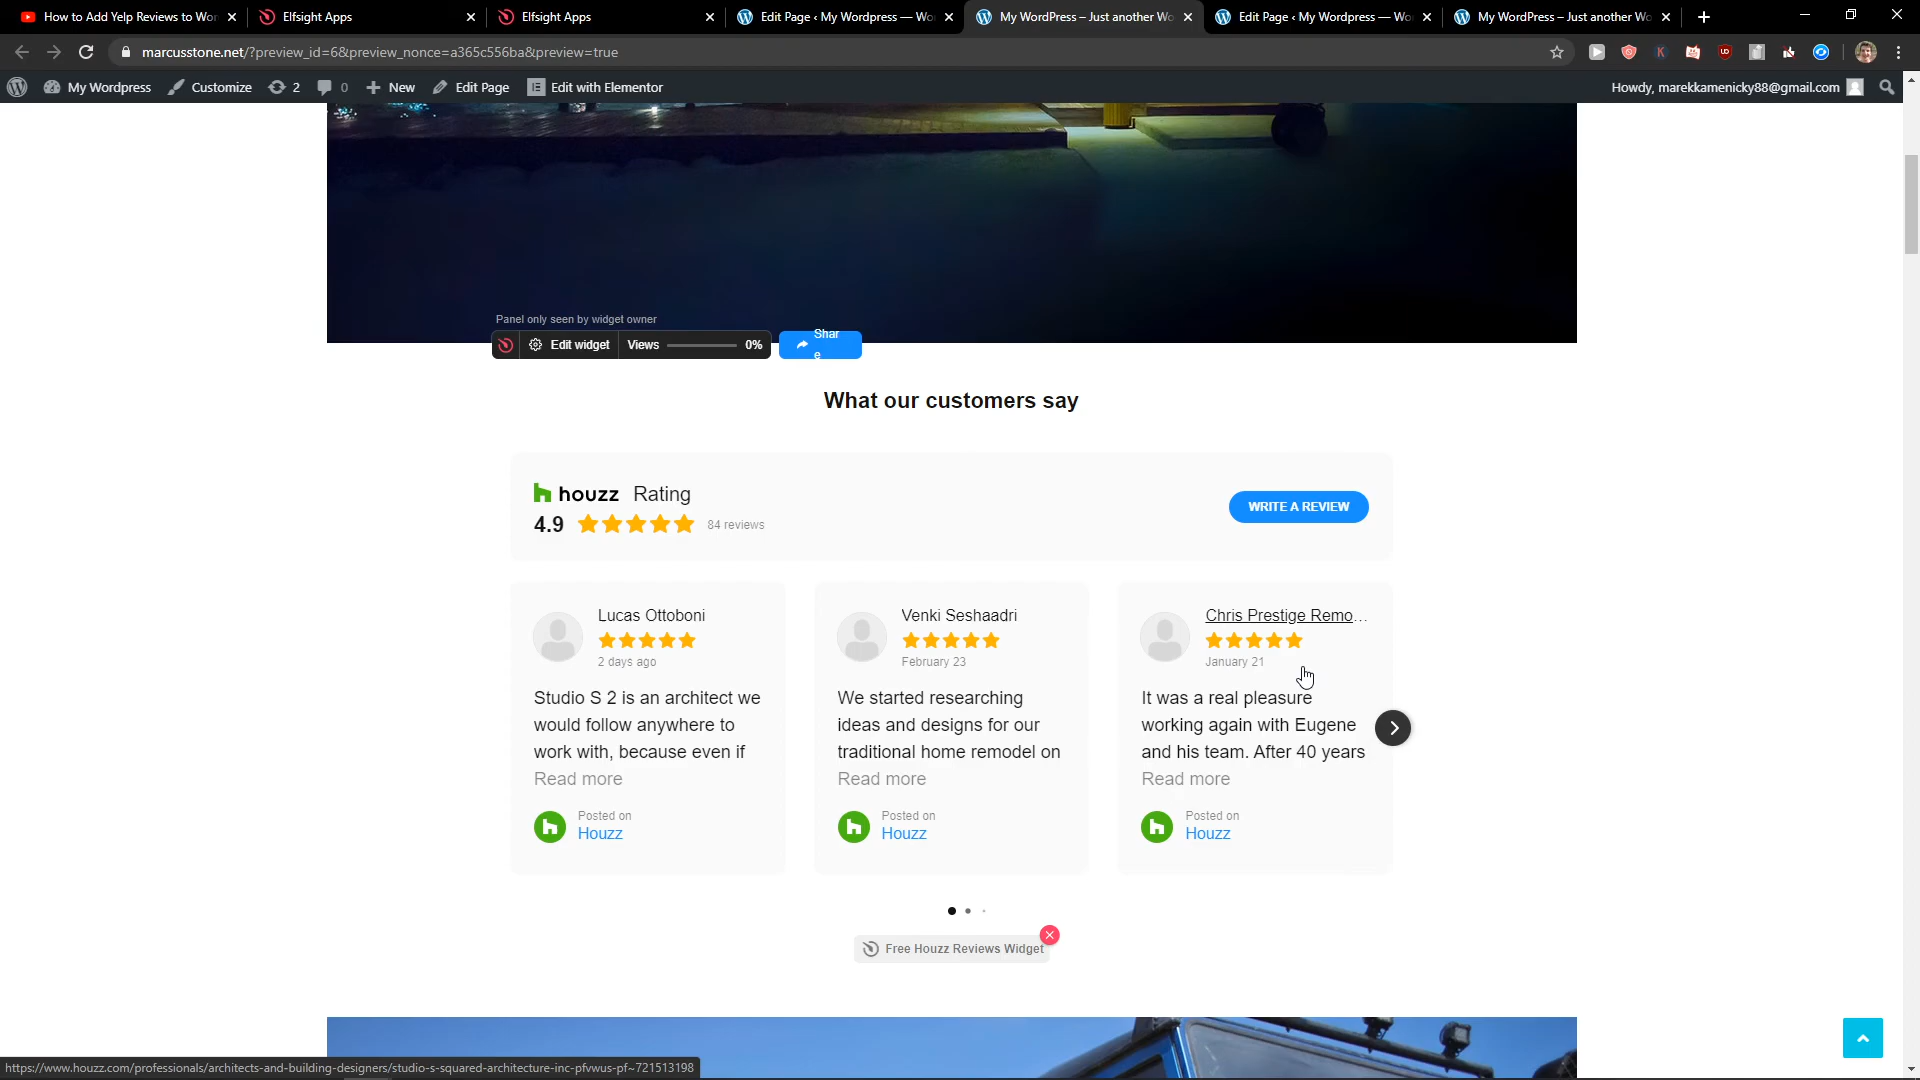 How to Add Yelp Reviews to Wor
Elfsight Apps
Elfsight Apps
Edit Page ‹ My Wordpress — Wo
My WordPress – Just another Wo
Edit Page ‹ My Wordpress — Wo
My WordPress – Just another Wo
marcusstone.net/?preview_id=6&preview_nonce=a365c556ba&preview=true
My Wordpress
Customize
2
0
New
Edit Page
Edit with Elementor
Howdy, marekkamenicky88@gmail.com
Panel only seen by widget owner
Edit widget
Views
0%
Shar
e
What our customers say
houzz Rating
4.9
84 reviews
WRITE A REVIEW
Lucas Ottoboni
2 days ago
Studio S 2 is an architect we
would follow anywhere to
work with, because even if
Read more
Posted on
Houzz
Venki Seshaadri
February 23
We started researching
ideas and designs for our
traditional home remodel on
Read more
Posted on
Houzz
Chris Prestige Remo...
January 21
It was a real pleasure
working again with Eugene
and his team. After 40 years
Read more
Posted on
Houzz
Free Houzz Reviews Widget
https://www.houzz.com/professionals/architects-and-building-designers/studio-s-squared-architecture-inc-pfvwus-pf~721513198